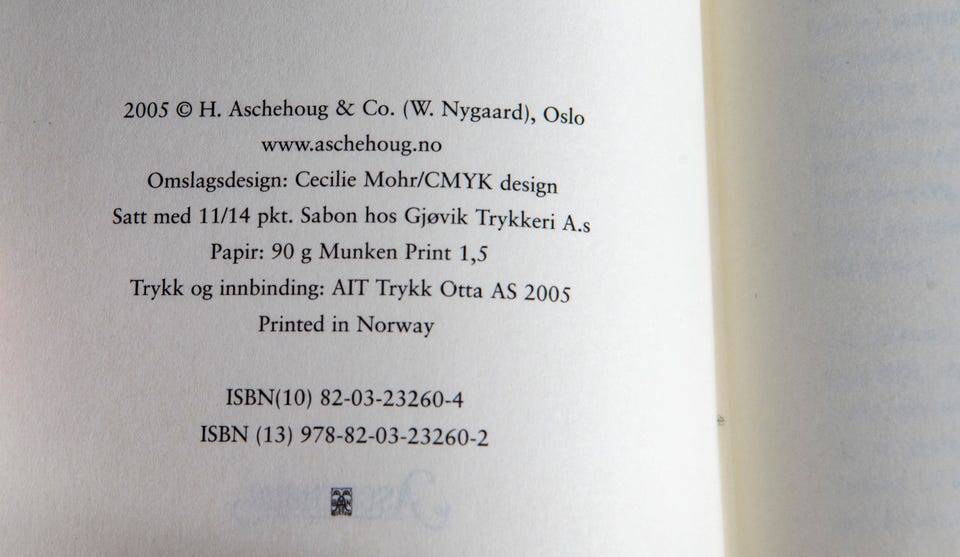 2005 © H. Aschehoug & Co. (W. Nygaard), Oslo
www.aschehoug.no
Omslagsdesign: Cecilie Mohr/CMYK design
Satt med 11/14 pkt. Sabon hos Gjøvik Trykkeri A.s
Papir: 90 g Munken Print 1,5
Trykk og innbinding: AIT Trykk Otta AS 2005
Printed in Norway
ISBN(10) 82-03-23260-4
ISBN (13) 978-82-03-23260-2